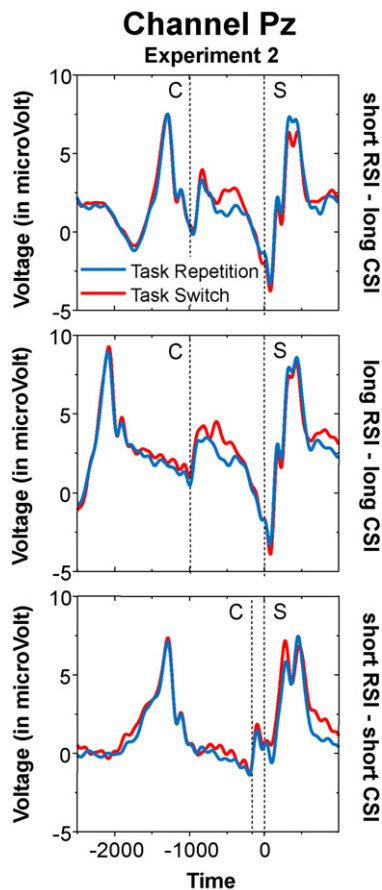 Channel Pz
Experiment 2
10
5
0
-5
Voltage (in microVolt)
C
S
Task Repetition
Task Switch
short RSI - long CSI
10
5
0
-5
Voltage (in microVolt)
C
S
long RSI - long CSI
10
5
0
-5
Voltage (in microVolt)
C
S
short RSI - short CSI
-2000
-1000
0
Time